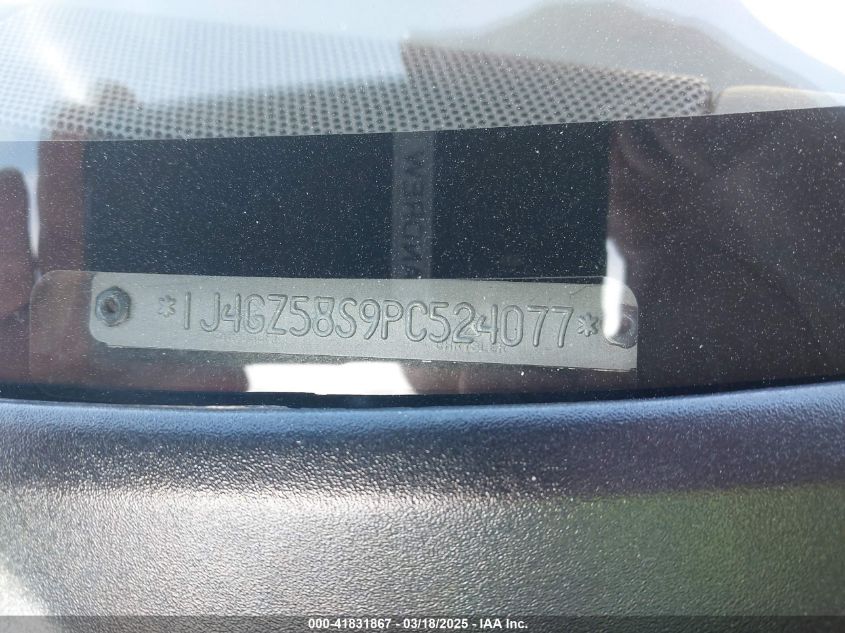 *1J4GZ58S9PC524077*
000-41831867 — 03/18/2025 — IAA Inc.